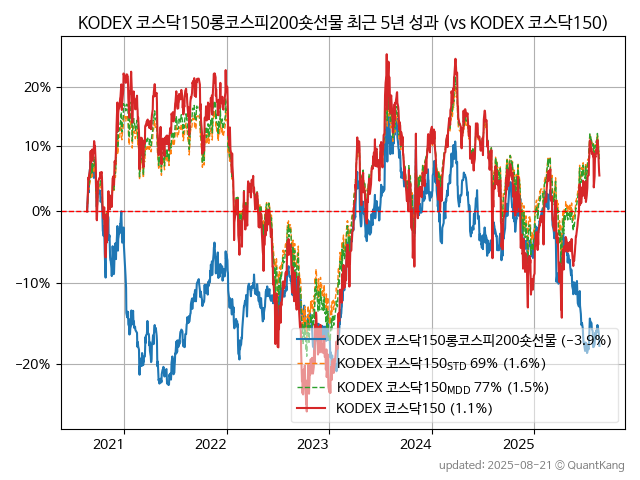 KODEX 코스닥150롱코스피200숏선물 최근 5년 성과 (vs KODEX 코스닥150)
20%
10%
0%
−10%
−20%
KODEX 코스닥150롱코스피200숏선물 (−3.9%)
KODEX 코스닥150STD 69% (1.6%)
KODEX 코스닥150MDD 77% (1.5%)
KODEX 코스닥150 (1.1%)
2021 2022 2023 2024 2025
updated: 2025-08-21 © QuantKang